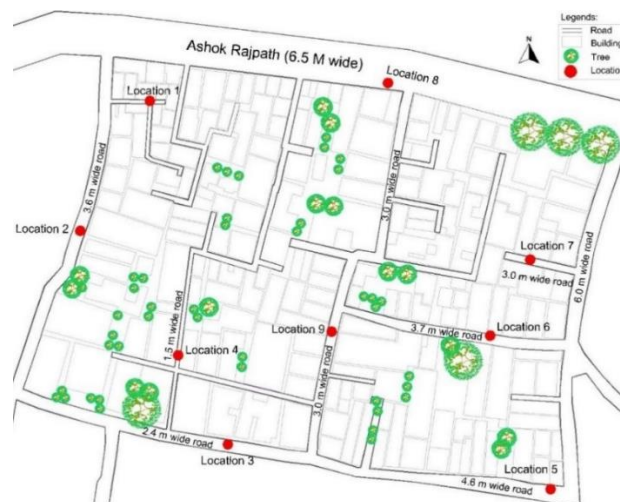 Legends:
Road
Building
Tree
Locatio
N
Ashok Rajpath (6.5 M wide)
Location 8
Location 1
3.6 m wide road
3.0 m wide road
Location 2
Location 7
3.0 m wide road
6.0 m wide road
1.5 m wide road
Location 9
3.7 m wide road
Location 6
Location 4
3.0 m wide road
2.4 m wide road
Location 3
Location 5
4.6 m wide road